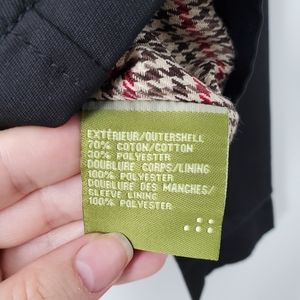 EXTÉRIEUR/OUTERSHELL
70% COTON/COTTON
30% POLYESTER
DOUBLURE CORPS/LINING
100% POLYESTER
DOUBLURE DES MANCHES/
SLEEVE LINING
100% POLYESTER